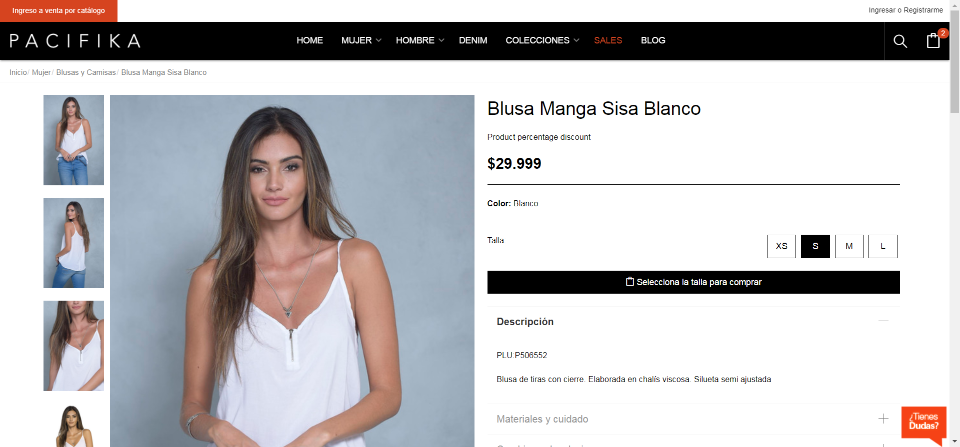 Ingreso a venta por catálogo
Ingresar o Registrarme
PACIFIKA
HOME MUJER HOMBRE DENIM COLECCIONES SALES BLOG
2
Inicio/ Mujer/ Blusas y Camisas/ Blusa Manga Sisa Blanco
Blusa Manga Sisa Blanco
Product percentage discount
$29.999
Color: Blanco
Talla
XS S M L
Selecciona la talla para comprar
Descripción
PLU:P506552
Blusa de tiras con cierre. Elaborada en chalís viscosa. Silueta semi ajustada
Materiales y cuidado
¿Tienes
Dudas?